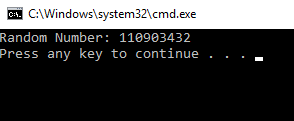 C:\Windows\system32\cmd.exe
Random Number: 110903432
Press any key to continue . . .